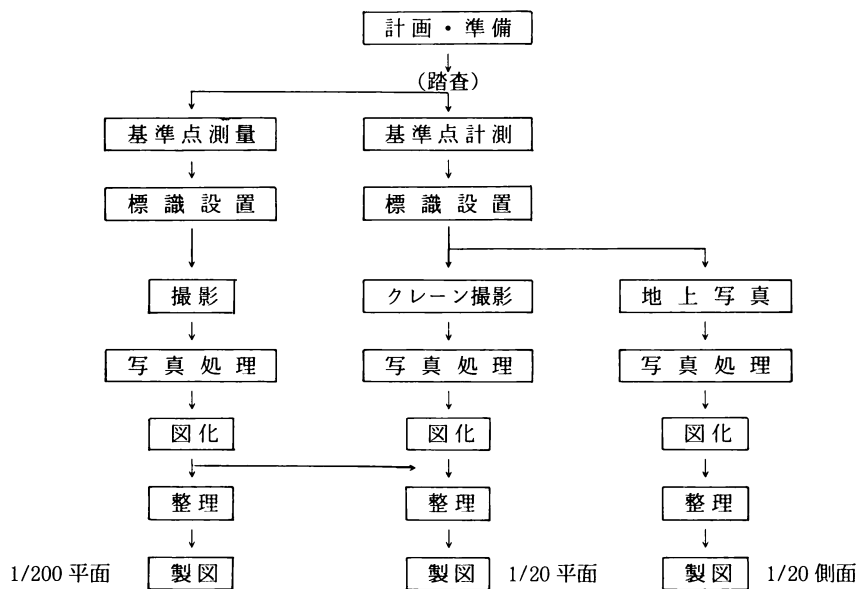 計画・準備
(踏査)
基準点測量 基準点計測
標識設置 標識設置
撮影 クレーン撮影 地上写真
写真処理 写真処理 写真処理
図化 図化 図化
整理 整理 整理
1/200 平面 製図 製図 1/20 平面 製図 1/20 側面